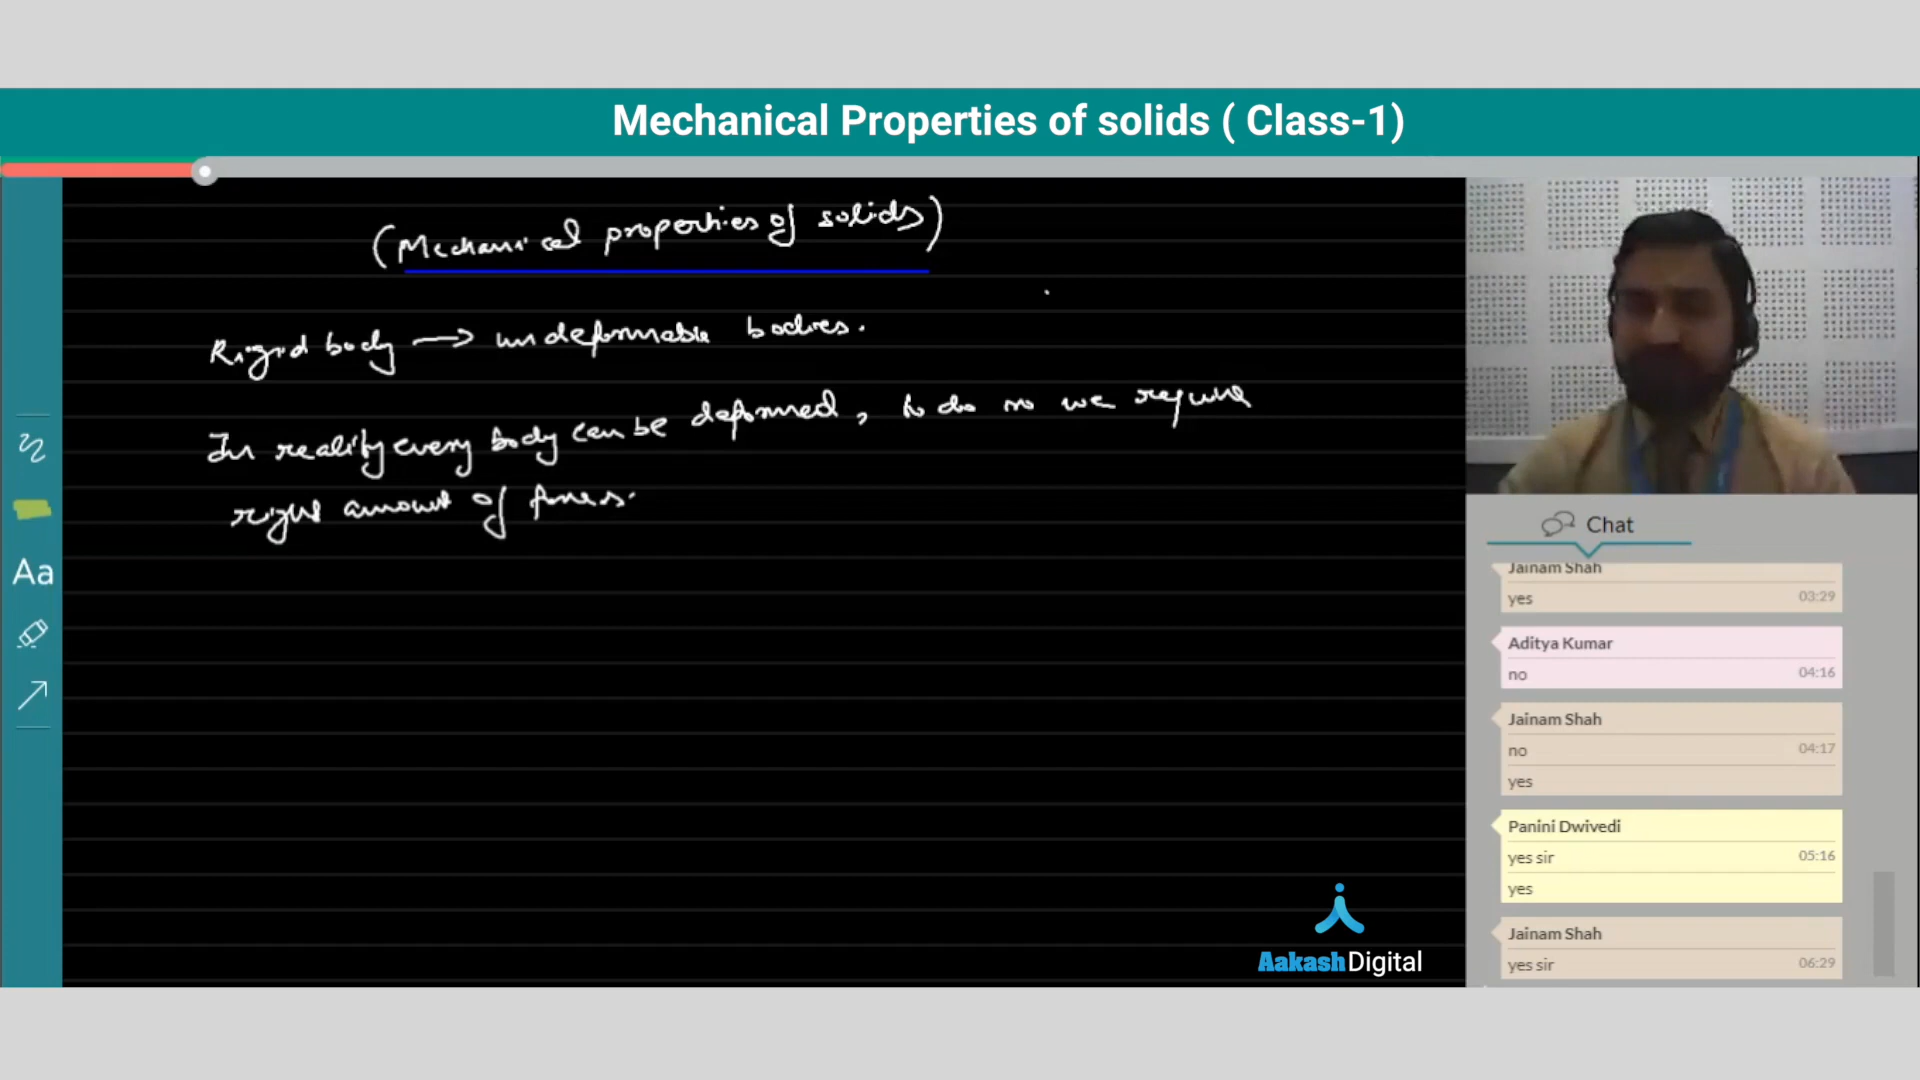 Mechanical Properties of solids ( Class-1)
(Mechanical properties of solids)
Rigid body → undeformable bodies.
In reality every body can be deformed, to do so we require
right amount of forces.
Aa
AakashDigital
Chat
Jainam Shah
yes 03:29
Aditya Kumar
no 04:16
Jainam Shah
no 04:17
yes
Panini Dwivedi
yes sir 05:16
yes
Jainam Shah
yes sir 06:29